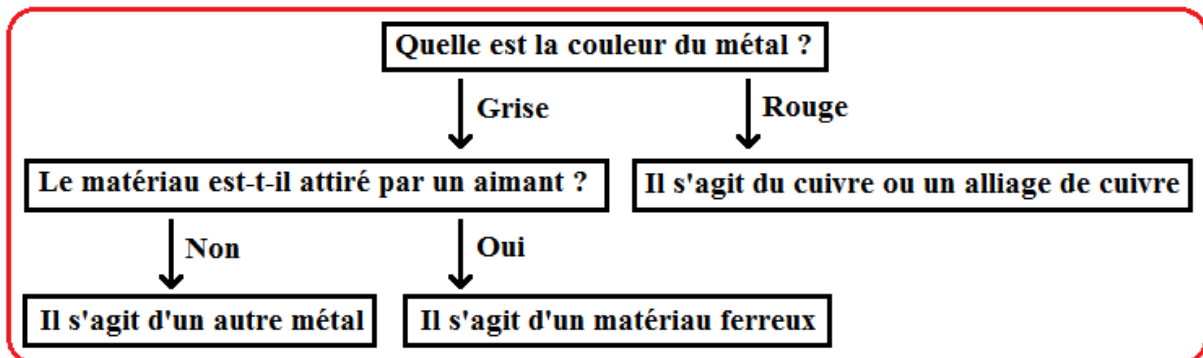 Quelle est la couleur du métal ?
Grise
Rouge
Le matériau est-t-il attiré par un aimant ?
Il s'agit du cuivre ou un alliage de cuivre
Non
Oui
Il s'agit d'un autre métal
Il s'agit d'un matériau ferreux